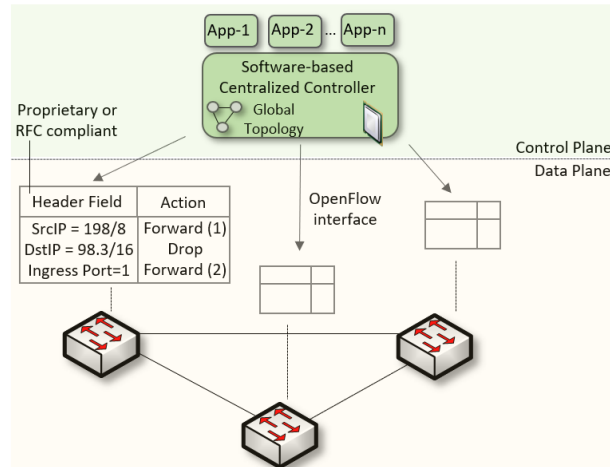 App-1 App-2 ... App-n
Software-based
Centralized Controller
Global
Topology
Proprietary or
RFC compliant
Control Plane
Data Plane
OpenFlow
interface
Header Field Action
SrcIP = 198/8 Forward (1)
DstIP = 98.3/16 Drop
Ingress Port=1 Forward (2)